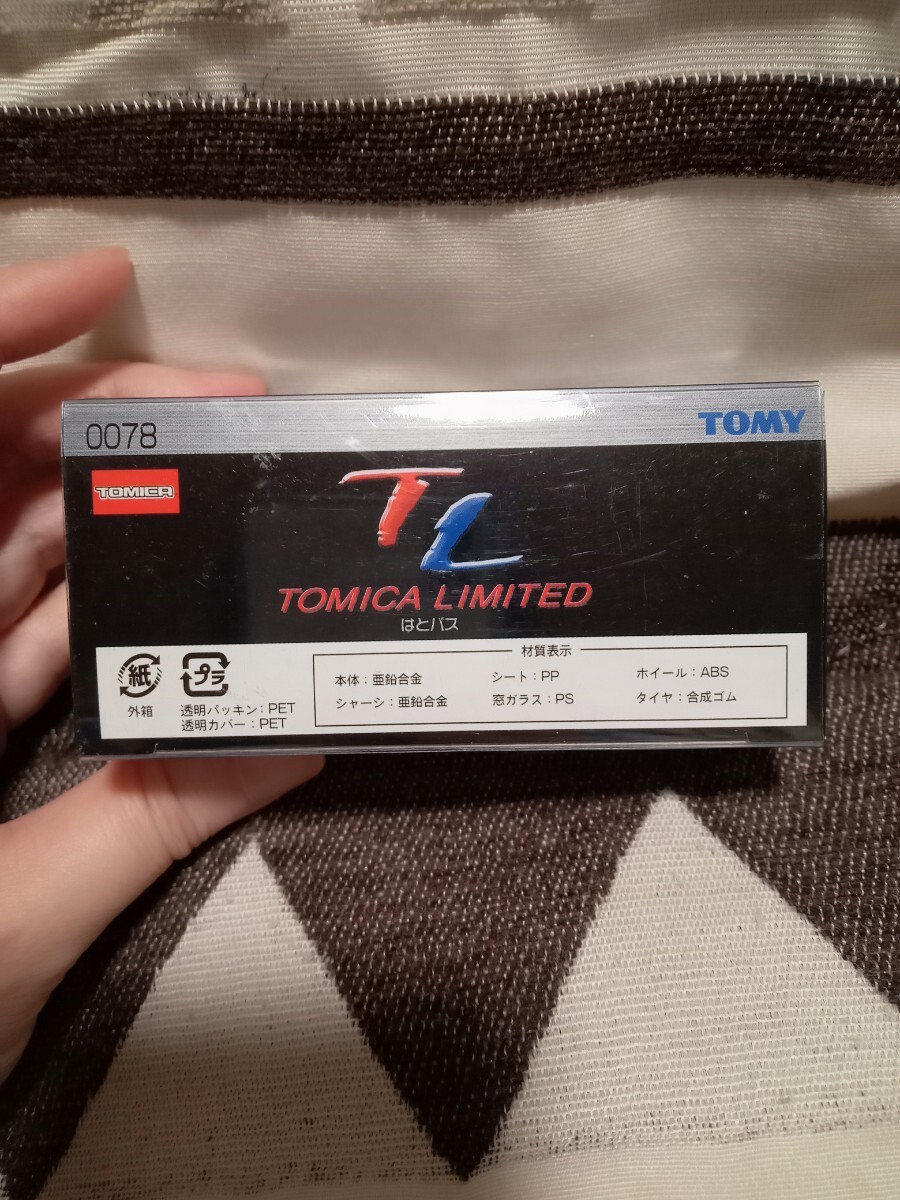 0078
TOMY
TOMICA
TL
TOMICA LIMITED
はとバス
紙
外箱
プラ
透明パッキン：PET
透明カバー：PET
材質表示
本体：亜鉛合金
シート：PP
ホイール：ABS
シャーシ：亜鉛合金
窓ガラス：PS
タイヤ：合成ゴム